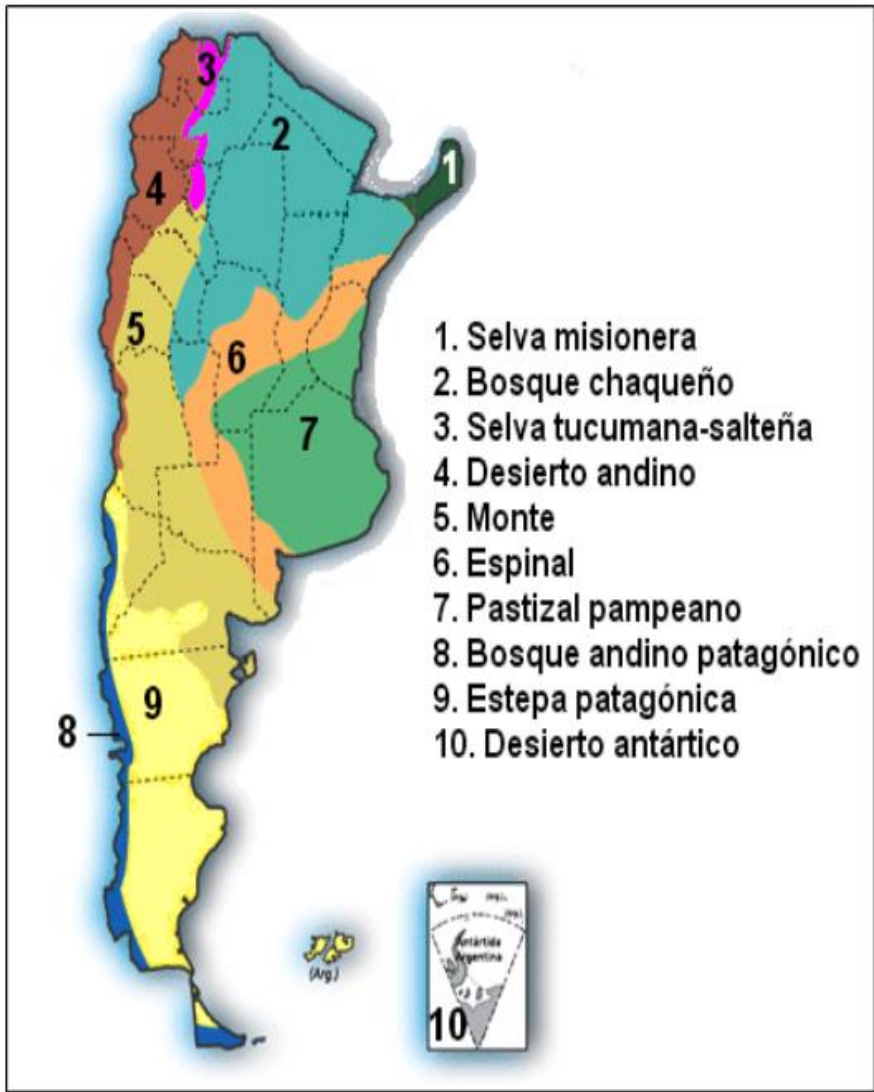 3
2
1
4
5
6
7
1. Selva misionera
2. Bosque chaqueño
3. Selva tucumana-salteña
4. Desierto andino
5. Monte
6. Espinal
7. Pastizal pampeano
8. Bosque andino patagónico
9. Estepa patagónica
10. Desierto antártico
9
8
(Arg.)
Antártida
Argentina
10